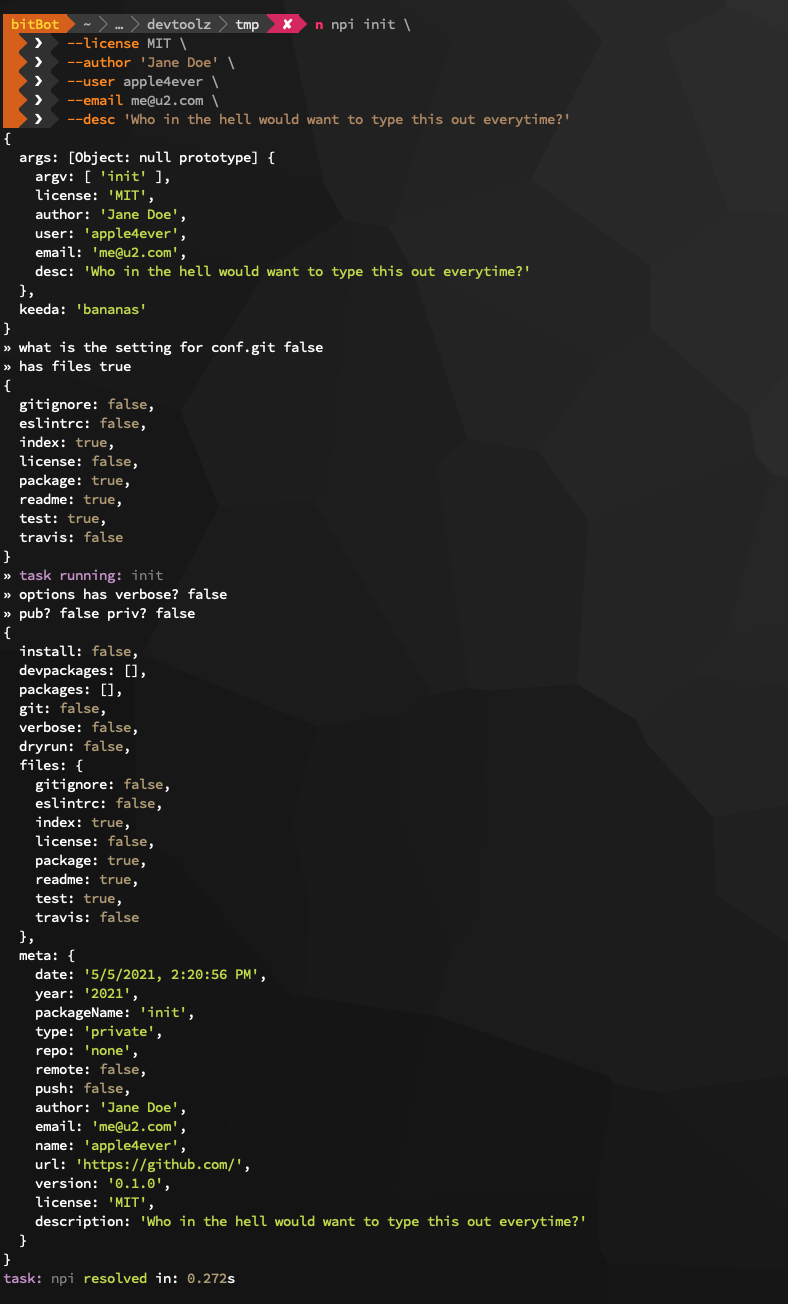 bitBot ~ … devtoolz tmp ✘ n npi init \
❯ --license MIT \
❯ --author 'Jane Doe' \
❯ --user apple4ever \
❯ --email me@u2.com \
❯ --desc 'Who in the hell would want to type this out everytime?'
{
  args: [Object: null prototype] {
    argv: [ 'init' ],
    license: 'MIT',
    author: 'Jane Doe',
    user: 'apple4ever',
    email: 'me@u2.com',
    desc: 'Who in the hell would want to type this out everytime?'
  },
  keeda: 'bananas'
}
» what is the setting for conf.git false
» has files true
{
  gitignore: false,
  eslintrc: false,
  index: true,
  license: false,
  package: true,
  readme: true,
  test: true,
  travis: false
}
» task running: init
» options has verbose? false
» pub? false priv? false
{
  install: false,
  devpackages: [],
  packages: [],
  git: false,
  verbose: false,
  dryrun: false,
  files: {
    gitignore: false,
    eslintrc: false,
    index: true,
    license: false,
    package: true,
    readme: true,
    test: true,
    travis: false
  },
  meta: {
    date: '5/5/2021, 2:20:56 PM',
    year: '2021',
    packageName: 'init',
    type: 'private',
    repo: 'none',
    remote: false,
    push: false,
    author: 'Jane Doe',
    email: 'me@u2.com',
    name: 'apple4ever',
    url: 'https://github.com/',
    version: '0.1.0',
    license: 'MIT',
    description: 'Who in the hell would want to type this out everytime?'
  }
}
task: npi resolved in: 0.272s